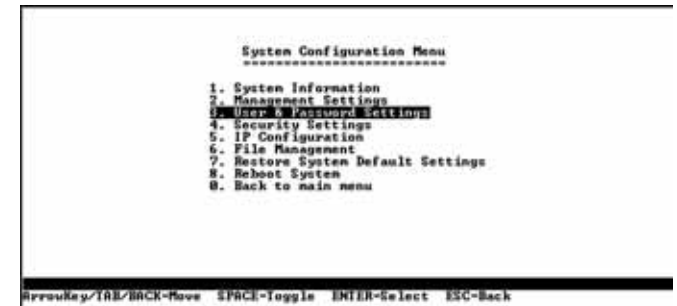 System Configuration Menu
=========================
1. System Information
2. Management Settings
3. User & Password Settings
4. Security Settings
5. IP Configuration
6. File Management
7. Restore System Default Settings
8. Reboot System
0. Back to main menu
ArrowKey/TAB/BACK-Move SPACE-Toggle ENTER-Select ESC-Back